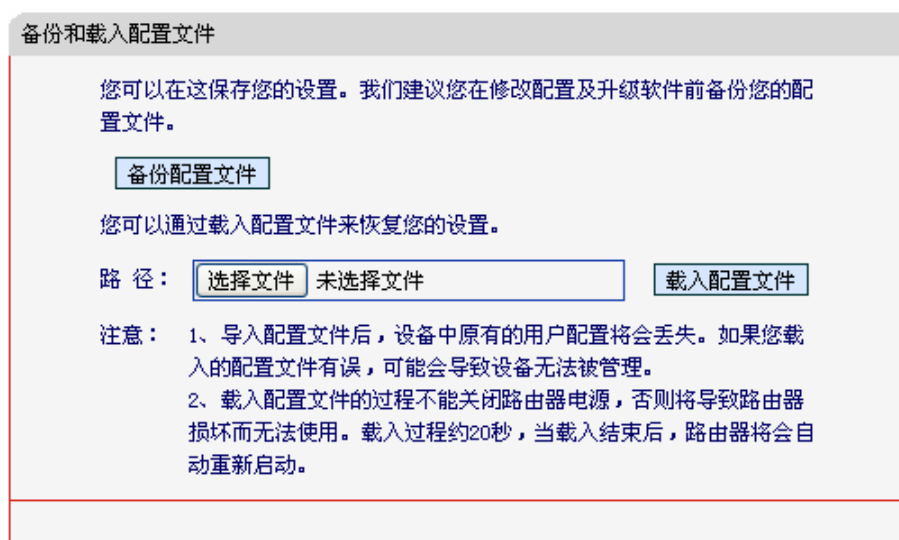 备份和载入配置文件
您可以在这保存您的设置。我们建议您在修改配置及升级软件前备份您的配
置文件。
备份配置文件
您可以通过载入配置文件来恢复您的设置。
路 径： 选择文件 未选择文件 载入配置文件
注意： 1、导入配置文件后，设备中原有的用户配置将会丢失。如果您载
入的配置文件有误，可能会导致设备无法被管理。
2、载入配置文件的过程不能关闭路由器电源，否则将导致路由器
损坏而无法使用。载入过程约20秒，当载入结束后，路由器将会自
动重新启动。